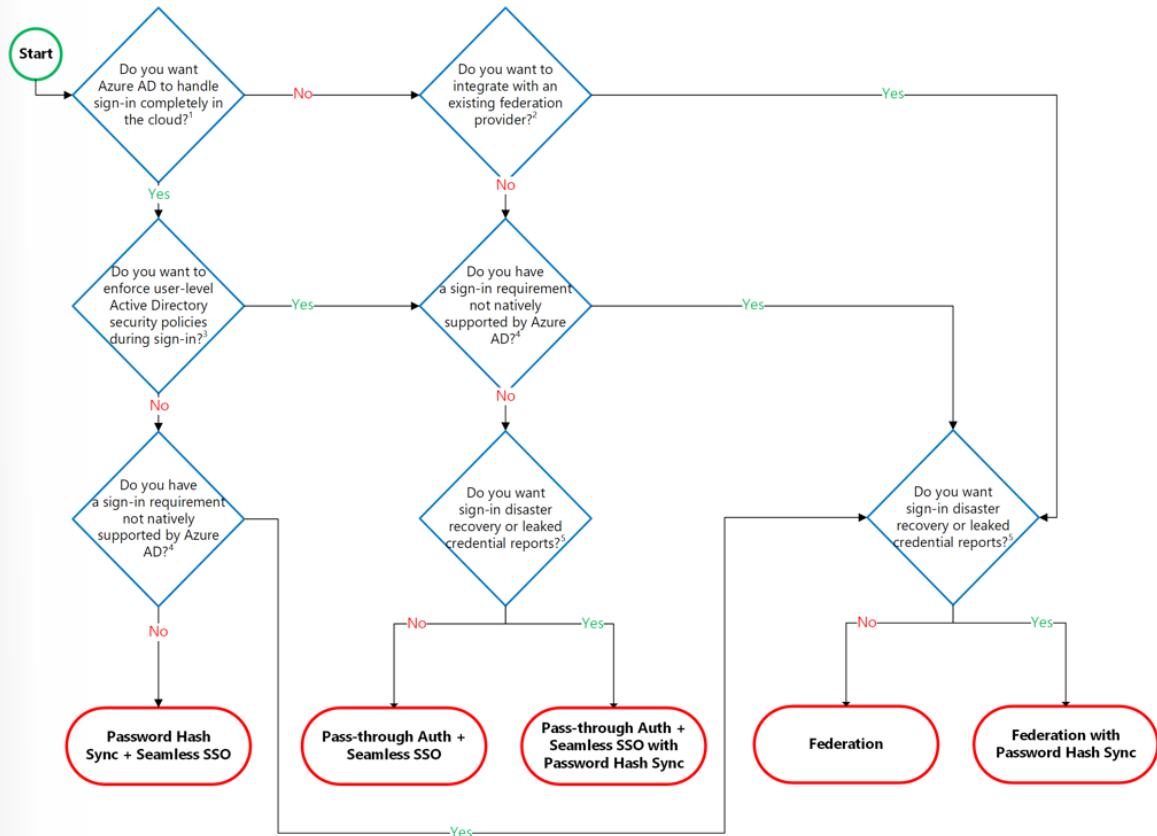 Start
Do you want
Azure AD to handle
sign-in completely in
the cloud?1
No
Do you want to
integrate with an
existing federation
provider?2
Yes
Yes
No
Do you want to
enforce user-level
Active Directory
security policies
during sign-in?3
Yes
Do you have
a sign-in requirement
not natively
supported by Azure
AD?4
Yes
No
No
Do you have
a sign-in requirement
not natively
supported by Azure
AD?4
Do you want
sign-in disaster
recovery or leaked
credential reports?5
Do you want
sign-in disaster
recovery or leaked
credential reports?5
No
No
Yes
No
Yes
Password Hash
Sync + Seamless SSO
Pass-through Auth +
Seamless SSO
Pass-through Auth +
Seamless SSO with
Password Hash Sync
Federation
Federation with
Password Hash Sync
Yes